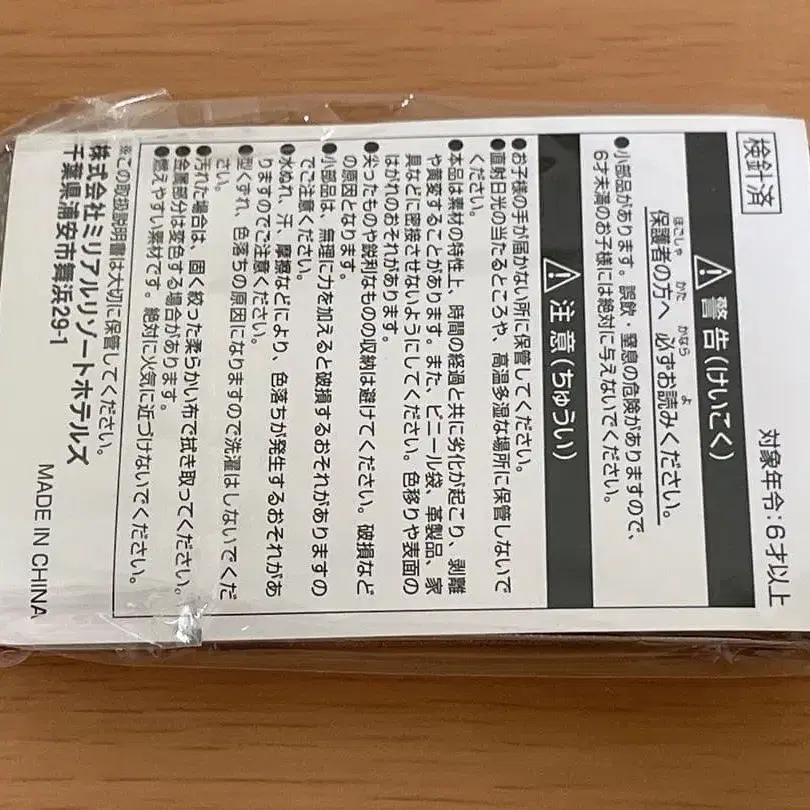 検針済
対象年令：6才以上
警告(けいこく)
ほごしゃ かた かなら よ
保護者の方へ 必ずお読みください。
●小部品があります。誤飲・窒息の危険がありますので、
6才未満のお子様には絶対に与えないでください。
注意(ちゅうい)
●お子様の手が届かない所に保管してください。
●直射日光の当たるところや、高温多湿な場所に保管しないで
ください。
●本品は素材の特性上、時間の経過と共に劣化が起こり、剥離
や黄変することがあります。また、ビニール袋、革製品、家
具などに密接させないようにしてください。色移りや表面の
はがれのおそれがあります。
●尖ったものや鋭利なものの収納は避けてください。破損など
の原因となります。
●小部品は、無理に力を加えると破損するおそれがありますの
でご注意ください。
●水ぬれ、汗、摩擦などにより、色落ちが発生するおそれがあ
りますのでご注意ください。
●型くずれ、色落ちの原因になりますので洗濯はしないでくだ
さい。
●汚れた場合は、固く絞った柔らかい布で拭き取ってください。
●金属部分は変色する場合があります。
●燃えやすい素材です。絶対に火気に近づけないでください。
※この取扱説明書は大切に保管してください。
株式会社ミリアルリゾートホテルズ
千葉県浦安市舞浜29-1
MADE IN CHINA